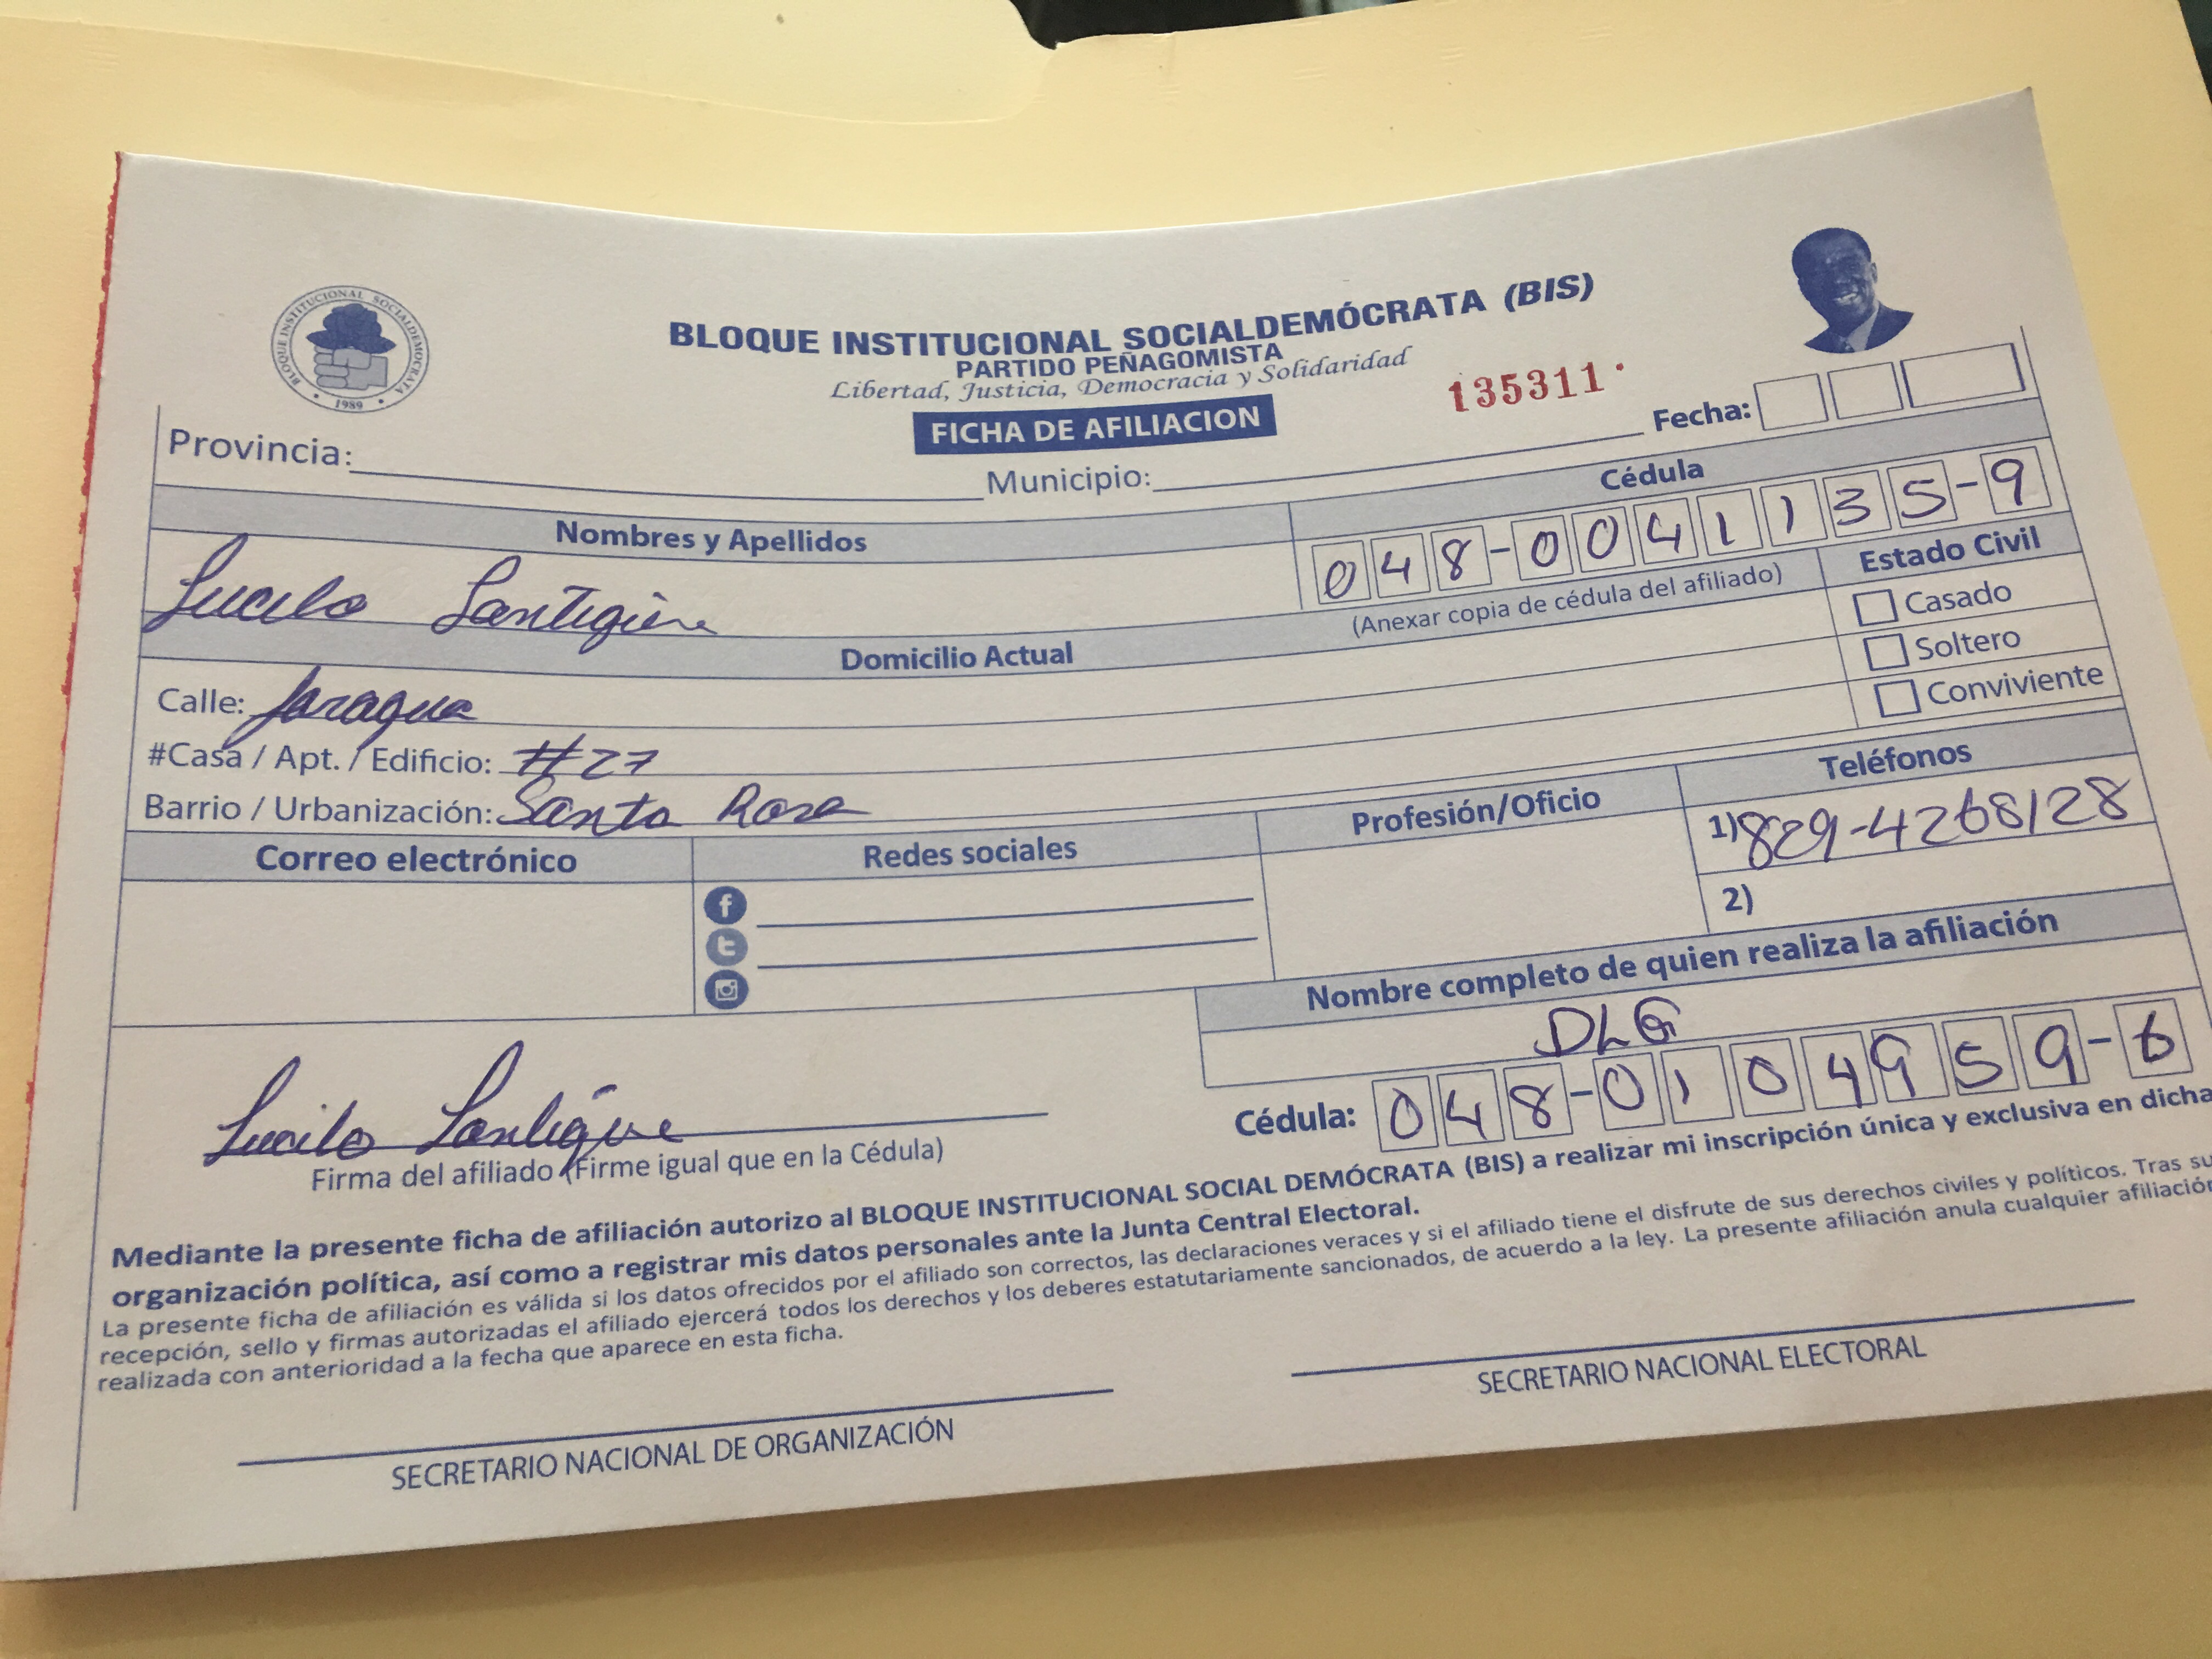 BLOQUE INSTITUCIONAL SOCIALDEMOCRATA
1989
BLOQUE INSTITUCIONAL SOCIALDEMÓCRATA (BIS)
PARTIDO PEÑAGOMISTA
Libertad, Justicia, Democracia y Solidaridad
135311
FICHA DE AFILIACION
Fecha:
Provincia:
Municipio:
Nombres y Apellidos
Cédula
Lucilo
048-0041135-9
(Anexar copia de cédula del afiliado)
Estado Civil
Casado
Soltero
Conviviente
Domicilio Actual
Calle: Jaragua
#Casa / Apt. / Edificio: #27
Barrio / Urbanización: Santa Rosa
Teléfonos
1) 829-4268128
2)
Correo electrónico
Redes sociales
Profesión/Oficio
Nombre completo de quien realiza la afiliación
DLG
Cédula: 048-0104959-6
Lucilo
Firma del afiliado (Firme igual que en la Cédula)
Mediante la presente ficha de afiliación autorizo al BLOQUE INSTITUCIONAL SOCIAL DEMÓCRATA (BIS) a realizar mi inscripción única y exclusiva en dicha
organización política, así como a registrar mis datos personales ante la Junta Central Electoral.
La presente ficha de afiliación es válida si los datos ofrecidos por el afiliado son correctos, las declaraciones veraces y si el afiliado tiene el disfrute de sus derechos civiles y políticos. Tras su
recepción, sello y firmas autorizadas el afiliado ejercerá todos los derechos y los deberes estatutariamente sancionados, de acuerdo a la ley. La presente afiliación anula cualquier afiliación
realizada con anterioridad a la fecha que aparece en esta ficha.
SECRETARIO NACIONAL DE ORGANIZACIÓN
SECRETARIO NACIONAL ELECTORAL